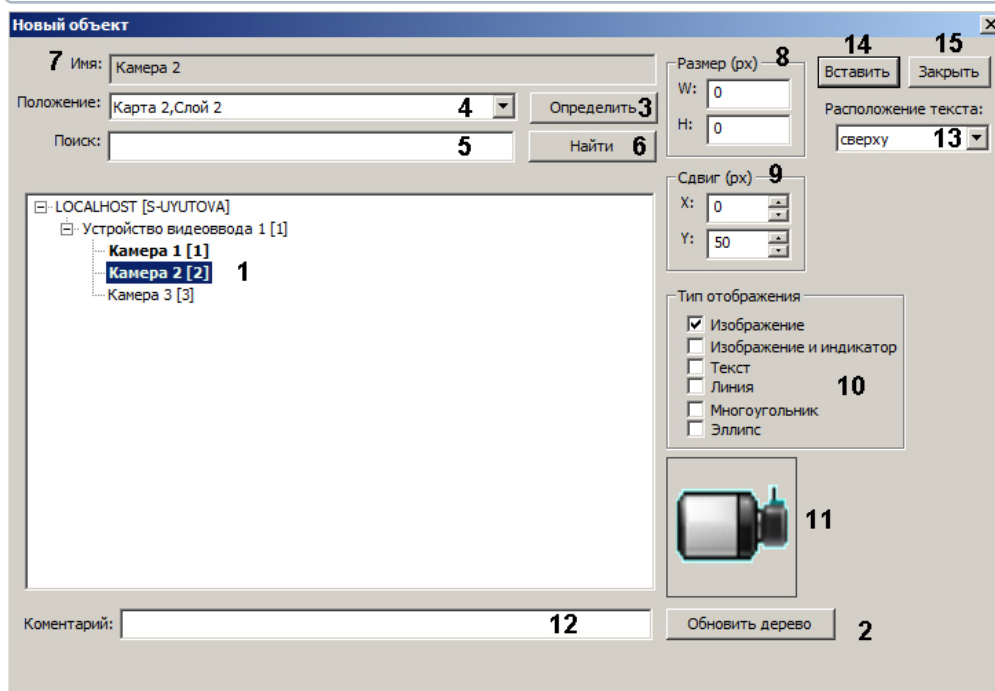 Новый объект
7 Имя: Камера 2
Положение: Карта 2,Слой 2 4 Определить 3
Поиск: 5 Найти 6
Размер (px) 8
W: 0
H: 0
14 15
Вставить Закрыть
Расположение текста:
сверху 13
Сдвиг (px) 9
X: 0
Y: 50
LOCALHOST [S-UYUTOVA]
Устройство видеоввода 1 [1]
Камера 1 [1]
Камера 2 [2] 1
Камера 3 [3]
Тип отображения
Изображение
Изображение и индикатор
Текст
Линия 10
Многоугольник
Эллипс
11
Коментарий: 12 Обновить дерево 2